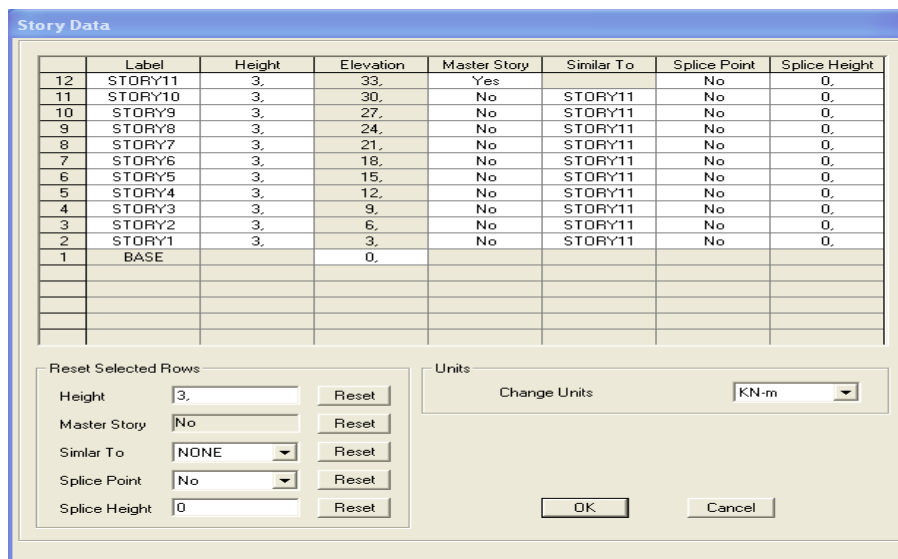 Story Data
Label Height Elevation Master Story Similar To Splice Point Splice Height
12 STORY11 3, 33, Yes No 0,
11 STORY10 3, 30, No STORY11 No 0,
10 STORY9 3, 27, No STORY11 No 0,
9 STORY8 3, 24, No STORY11 No 0,
8 STORY7 3, 21, No STORY11 No 0,
7 STORY6 3, 18, No STORY11 No 0,
6 STORY5 3, 15, No STORY11 No 0,
5 STORY4 3, 12, No STORY11 No 0,
4 STORY3 3, 9, No STORY11 No 0,
3 STORY2 3, 6, No STORY11 No 0,
2 STORY1 3, 3, No STORY11 No 0,
1 BASE 0,
Reset Selected Rows
Height 3, Reset
Master Story No Reset
Simlar To NONE Reset
Splice Point No Reset
Splice Height 0 Reset
Units
Change Units KN-m
OK Cancel